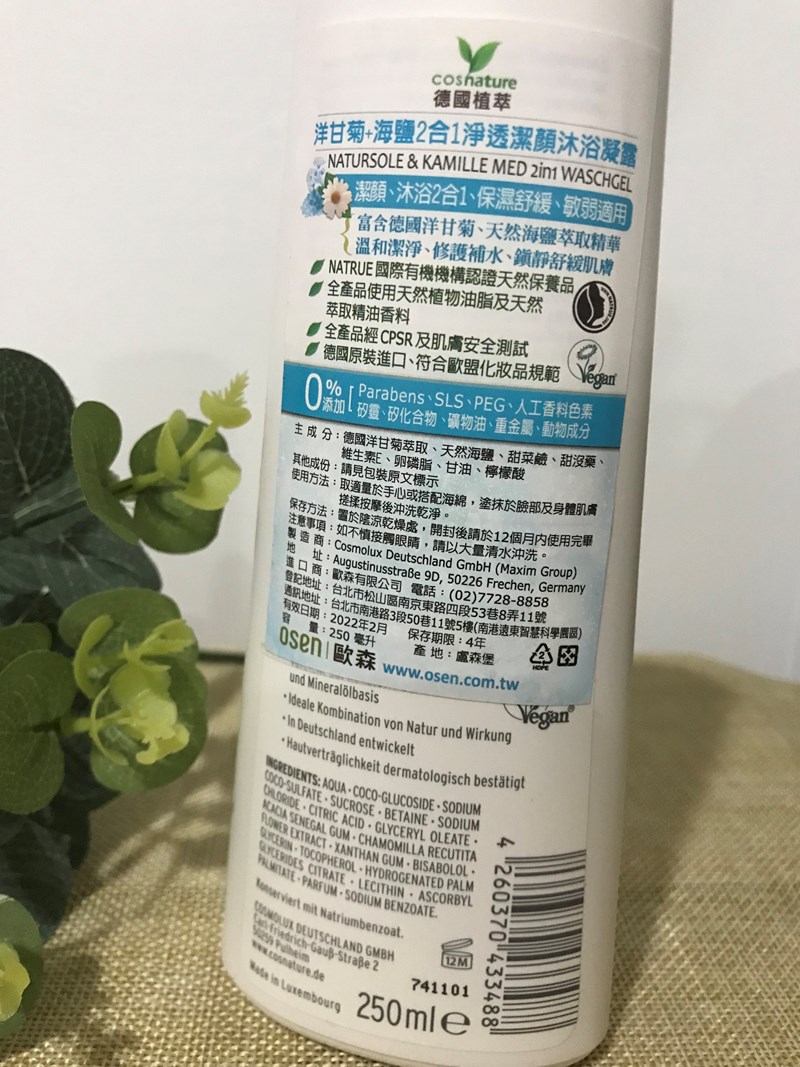 cosnature
德國植萃
洋甘菊+海鹽2合1淨透潔顏沐浴凝露
NATURSOLE & KAMILLE MED 2in1 WASCHGEL
潔顏、沐浴2合1、保濕舒緩、敏弱適用
富含德國洋甘菊、天然海鹽萃取精華
溫和潔淨、修護補水、鎮靜舒緩肌膚
NATRUE 國際有機機構認證天然保養品
全產品使用天然植物油脂及天然
萃取精油香料
全產品經 CPSR 及肌膚安全測試
德國原裝進口、符合歐盟化妝品規範
Vegan
0%添加
Parabens、SLS、PEG、人工香料色素
矽靈、矽化合物、礦物油、重金屬、動物成分
主 成 分：德國洋甘菊萃取、天然海鹽、甜菜鹼、甜沒藥、
維生素E、卵磷脂、甘油、檸檬酸
其他成份：請見包裝原文標示
使用方法：取適量於手心或搭配海綿，塗抹於臉部及身體肌膚
搓揉按摩後沖洗乾淨。
保存方法：置於陰涼乾燥處，開封後請於12個月内使用完畢
注意事項：如不慎接觸眼睛，請以大量清水沖洗。
製 造 商：Cosmolux Deutschland GmbH (Maxim Group)
地 址：Augustinusstraße 9D, 50226 Frechen, Germany
進 口 商：歐森有限公司 電話：(02)7728-8858
登記地址：台北市松山區南京東路四段53巷8弄11號
通訊地址：台北市南港路3段50巷11號5樓(南港遠東智慧科學園區)
有效日期：2022年2月 保存期限：4年
容 量：250 毫升 產 地：盧森堡
2
HDPE
osen 歐森 www.osen.com.tw
und Mineralölbasis
• Ideale Kombination von Natur und Wirkung
• In Deutschland entwickelt
• Hautverträglichkeit dermatologisch bestätigt
Vegan
INGREDIENTS: AQUA · COCO-GLUCOSIDE · SODIUM
COCO-SULFATE · SUCROSE · BETAINE · SODIUM
CHLORIDE · CITRIC ACID · GLYCERYL OLEATE ·
ACACIA SENEGAL GUM · CHAMOMILLA RECUTITA
FLOWER EXTRACT · XANTHAN GUM · BISABOLOL ·
GLYCERIN · TOCOPHEROL · HYDROGENATED PALM
GLYCERIDES CITRATE · LECITHIN · ASCORBYL
PALMITATE · PARFUM · SODIUM BENZOATE.
Konserviert mit Natriumbenzoat.
COSMOLUX DEUTSCHLAND GMBH
Carl-Friedrich-Gauß-Straße 2
50259 Pulheim
www.cosnature.de
Made in Luxembourg
12M
741101
250ml e
4 260370 433488